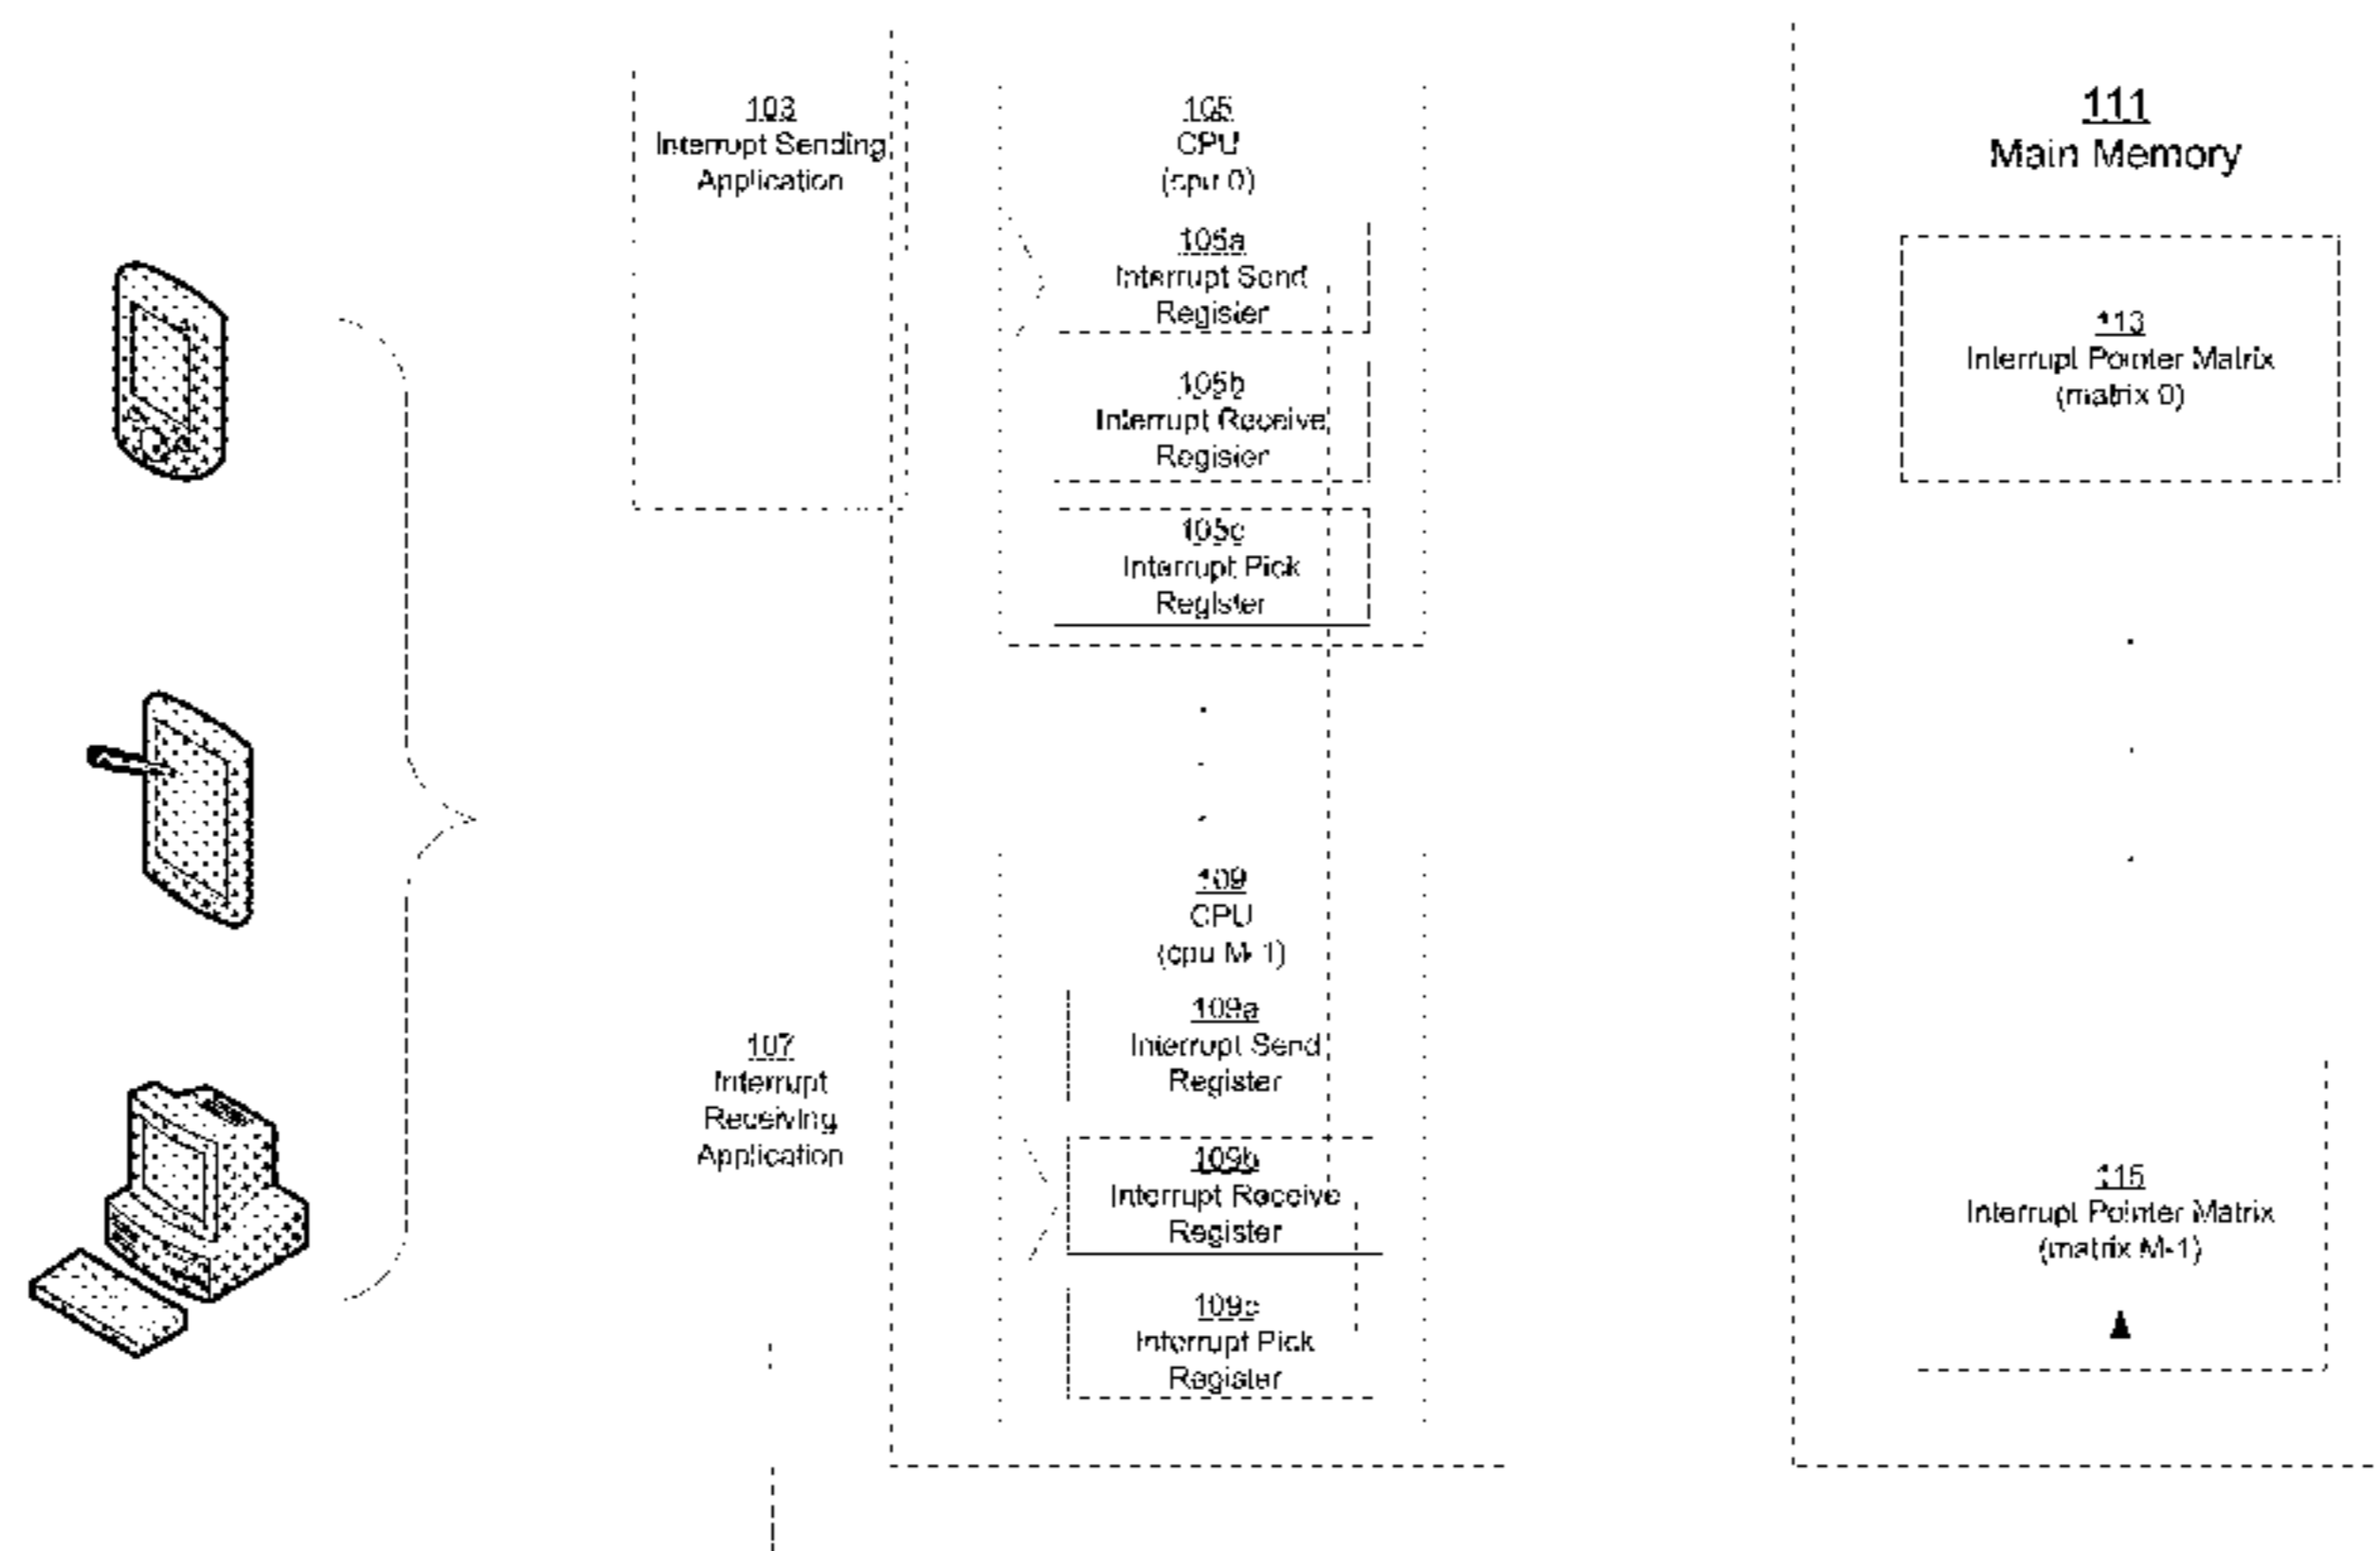 103
Interrupt Sending
Application
105
CPU
(cpu 0)
105a
Interrupt Send
Register
105b
Interrupt Receive
Register
105c
Interrupt Pick
Register
109
CPU
(cpu M-1)
109a
Interrupt Send
Register
107
Interrupt
Receiving
Application
109b
Interrupt Receive
Register
109c
Interrupt Pick
Register
111
Main Memory
113
Interrupt Pointer Matrix
(matrix 0)
115
Interrupt Pointer Matrix
(matrix M-1)